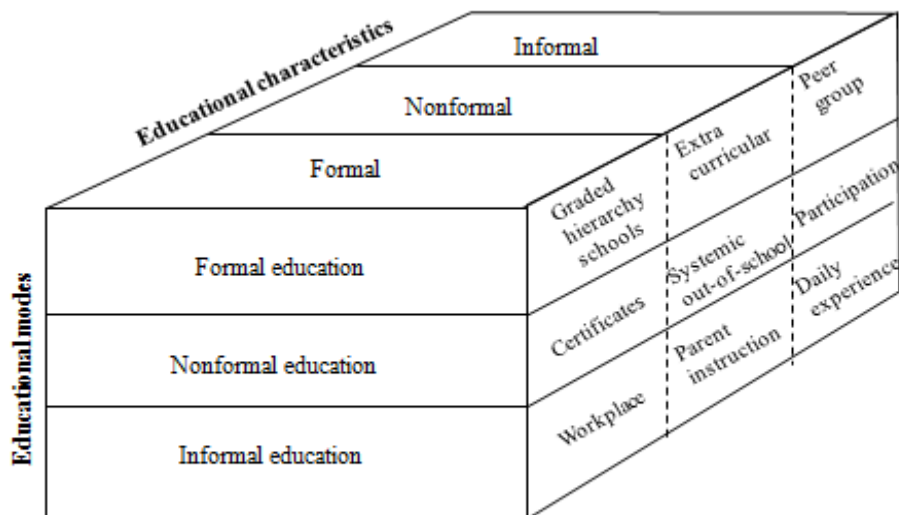 Educational characteristics
Informal
Nonformal
Formal
Educational modes
Formal education
Nonformal education
Informal education
Graded
hierarchy
schools
Extra
curricular
Peer
group
Certificates
Systemic
out-of-school
Participation
Workplace
Parent
instruction
Daily
experience